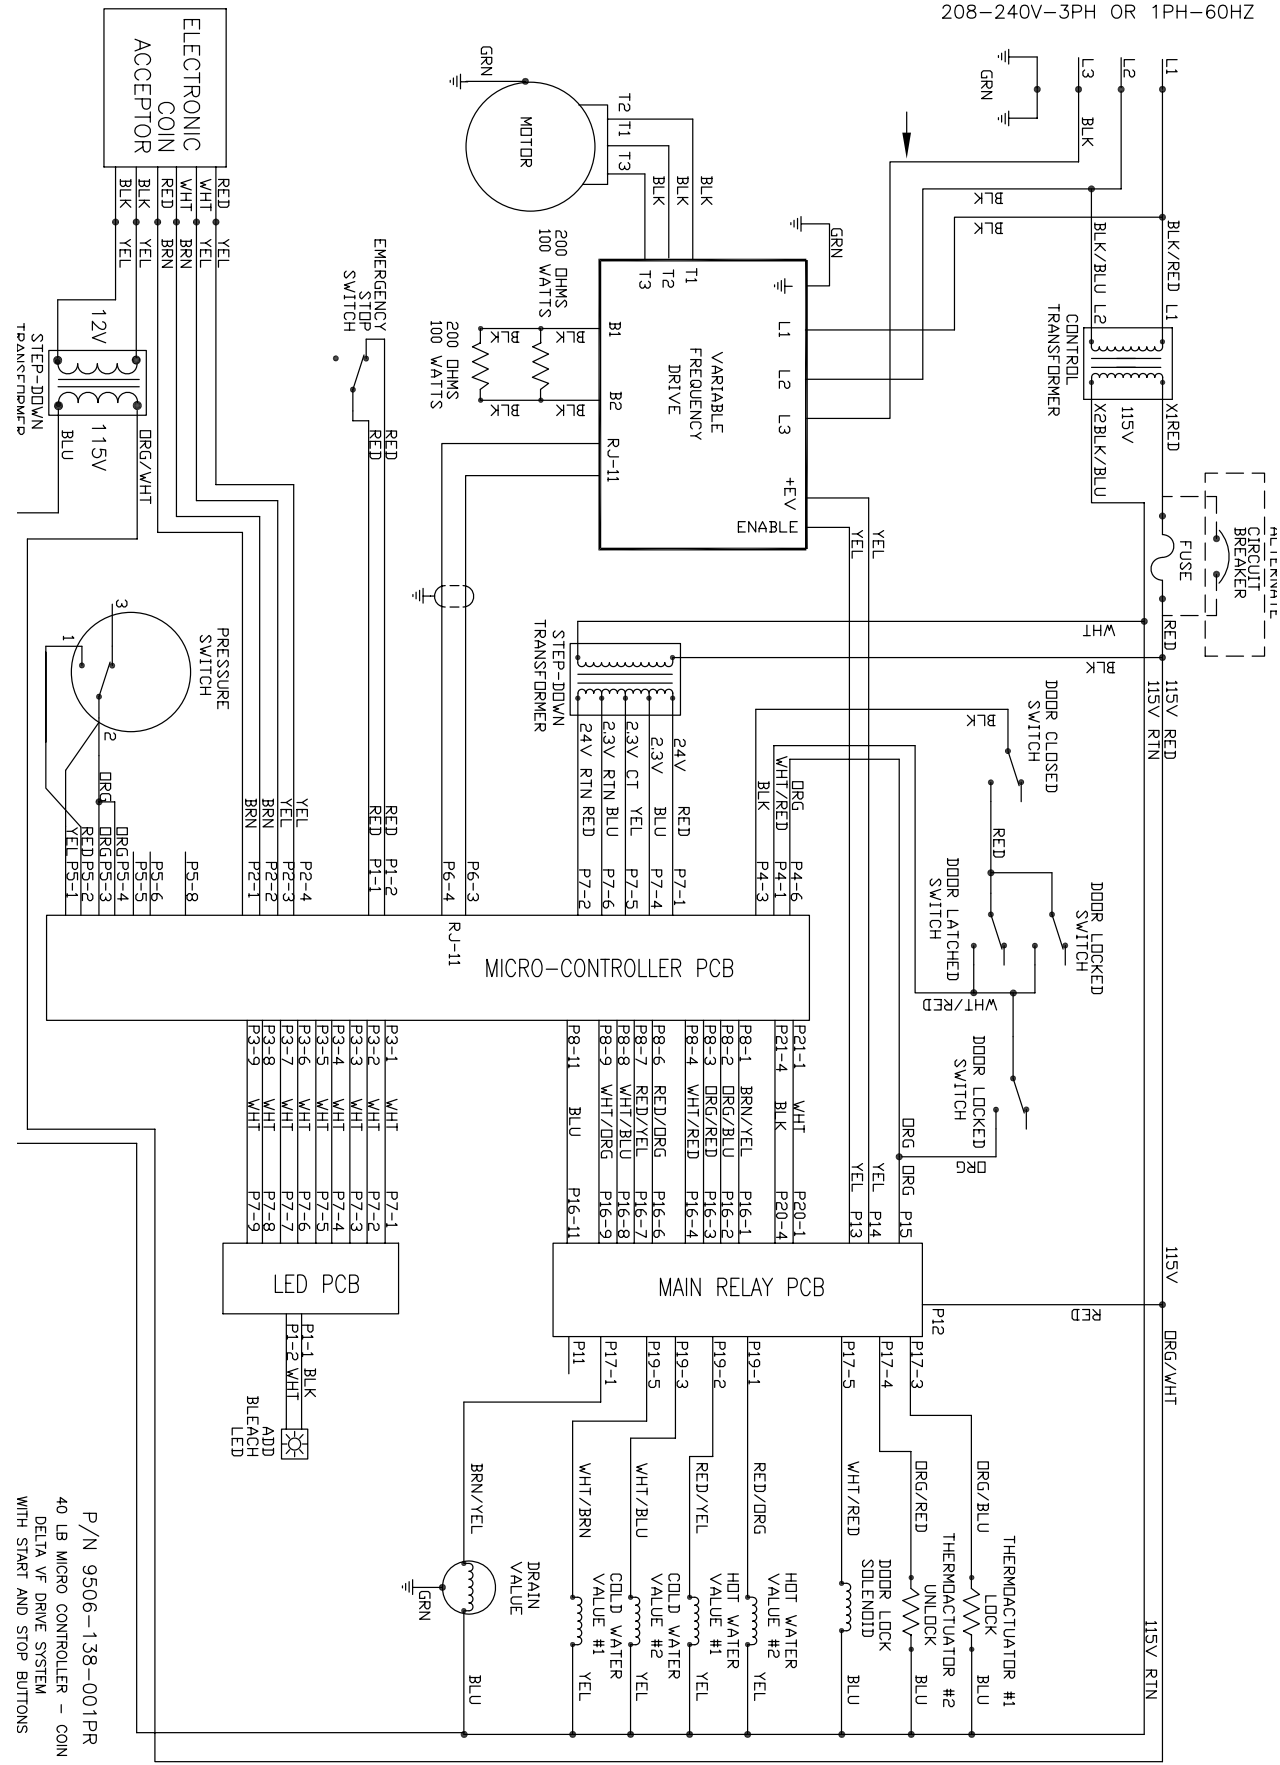 208-240V-3PH OR 1PH-60HZ
L1
L2
L3
GRN
BLK
BLK
BLK
BLK/RED L1
BLK/BLU L2
CONTROL
TRANSFORMER
X1RED
X2BLK/BLU
115V
ALTERNATE
CIRCUIT
BREAKER
FUSE
RED
WHT
BLK
115V RED
115V RTN
115V
RED
ORG/WHT
115V RTN
GRN
MOTOR
T2
T1
T3
BLK
BLK
BLK
GRN
T1
T2
T3
L1
L2
L3
VARIABLE
FREQUENCY
DRIVE
B1
B2
RJ-11
+EV
ENABLE
YEL
YEL
200 OHMS
100 WATTS
BLK
BLK
BLK
BLK
200 OHMS
100 WATTS
EMERGENCY
STOP
SWITCH
RED
RED
ELECTRONIC
COIN
ACCEPTOR
RED YEL
WHT YEL
WHT BRN
RED BRN
BLK YEL
BLK YEL
12V
115V
STEP-DOWN
TRANSFORMER
ORG/WHT
BLU
PRESSURE
SWITCH
3
1
2
ORG
ORG P5-4
ORG P5-3
RED P5-2
YEL P5-1
P5-5
P5-6
P5-8
BRN P2-1
BRN P2-2
YEL P2-3
YEL P2-4
RED P1-1
RED P1-2
P6-4
P6-3
RJ-11
STEP-DOWN
TRANSFORMER
24V RED P7-1
2.3V BLU P7-4
2.3V CT YEL P7-5
2.3V RTN BLU P7-6
24V RTN RED P7-2
BLK P4-3
WHT/RED P4-1
ORG P4-6
BLK
DOOR CLOSED
SWITCH
RED
DOOR LATCHED
SWITCH
DOOR LOCKED
SWITCH
WHT/RED
DOOR LOCKED
SWITCH
ORG
ORG
MICRO-CONTROLLER PCB
P3-1 WHT P7-1
P3-2 WHT P7-2
P3-3 WHT P7-3
P3-4 WHT P7-4
P3-5 WHT P7-5
P3-6 WHT P7-6
P3-7 WHT P7-7
P3-8 WHT P7-8
P3-9 WHT P7-9
P21-1 WHT P20-1
P21-4 BLK P20-4
P8-1 BRN/YEL P16-1
P8-2 ORG/BLU P16-2
P8-3 ORG/RED P16-3
P8-4 WHT/RED P16-4
P8-6 RED/ORG P16-6
P8-7 RED/YEL P16-7
P8-8 WHT/BLU P16-8
P8-9 WHT/ORG P16-9
P8-11 BLU P16-11
ORG P15
YEL P14
YEL P13
LED PCB
P1-1 BLK
P1-2 WHT
ADD
BLEACH
LED
MAIN RELAY PCB
P12
P17-3
P17-4
P17-5
P19-1
P19-2
P19-3
P19-5
P17-1
P11
ORG/BLU
THERMOACTUATOR #1
LOCK
BLU
ORG/RED
THERMOACTUATOR #2
UNLOCK
BLU
WHT/RED
DOOR LOCK
SOLENOID
BLU
RED/ORG
HOT WATER
VALUE #2
YEL
RED/YEL
HOT WATER
VALUE #1
YEL
WHT/BLU
COLD WATER
VALUE #2
YEL
WHT/BRN
COLD WATER
VALUE #1
YEL
BRN/YEL
DRAIN
VALUE
GRN
BLU
P/N 9506-138-001PR
40 LB MICRO CONTROLLER - COIN
DELTA VF DRIVE SYSTEM
WITH START AND STOP BUTTONS